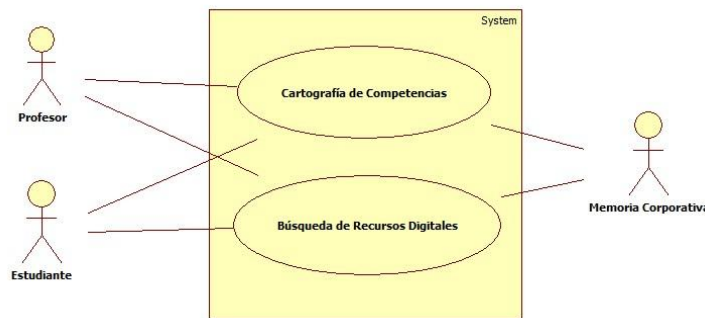 System
Cartografía de Competencias
Profesor
Memoria Corporativa
Búsqueda de Recursos Digitales
Estudiante